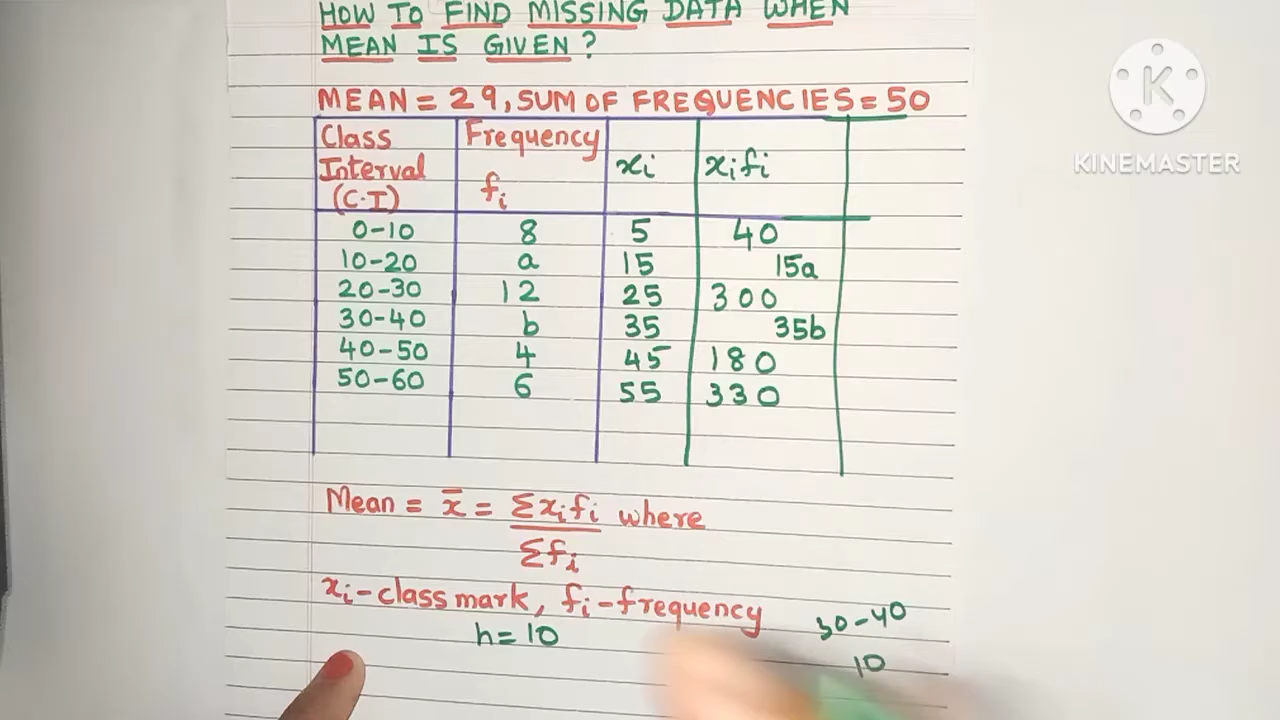 HOW TO FIND MISSING DATA WHEN
MEAN IS GIVEN ?
MEAN = 29, SUM OF FREQUENCIES = 50
Class Interval (C.I) Frequency fi xi xifi
0-10 8 5 40
10-20 a 15 15a
20-30 12 25 300
30-40 b 35 35b
40-50 4 45 180
50-60 6 55 330
Mean = x̄ = Σxifi where
Σfi
xi-class mark, fi-frequency
h = 10
30-40
10
K
KINEMASTER